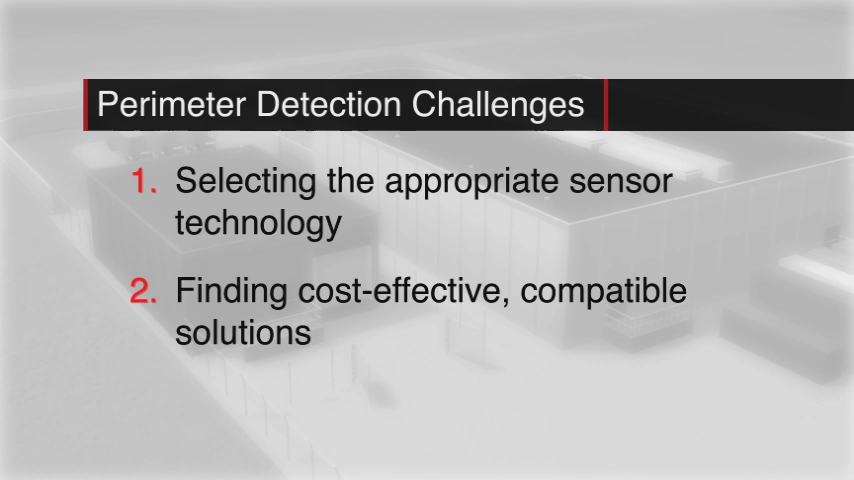 Perimeter Detection Challenges
1. Selecting the appropriate sensor
technology
2. Finding cost-effective, compatible
solutions